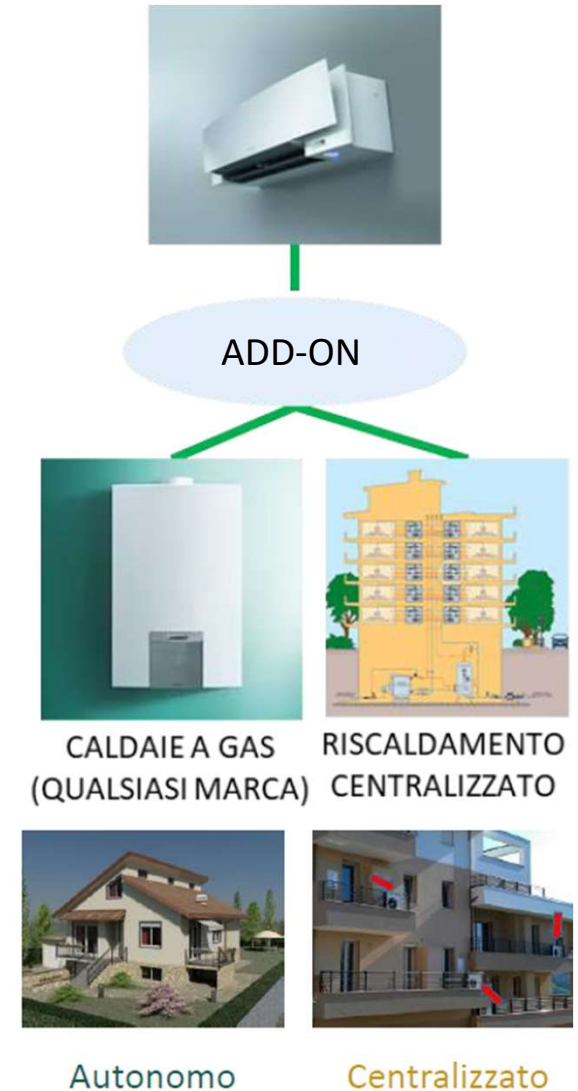 ADD-ON
CALDAIE A GAS
(QUALSIASI MARCA)
RISCALDAMENTO
CENTRALIZZATO
Autonomo
Centralizzato